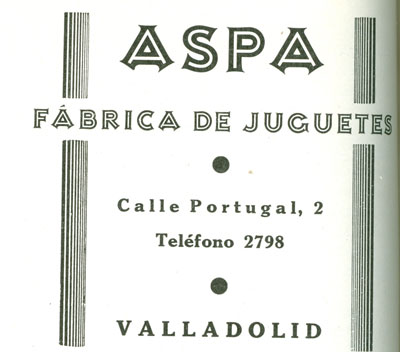 ASPA
FÁBRICA DE JUGUETES
Calle Portugal, 2
Teléfono 2798
VALLADOLID